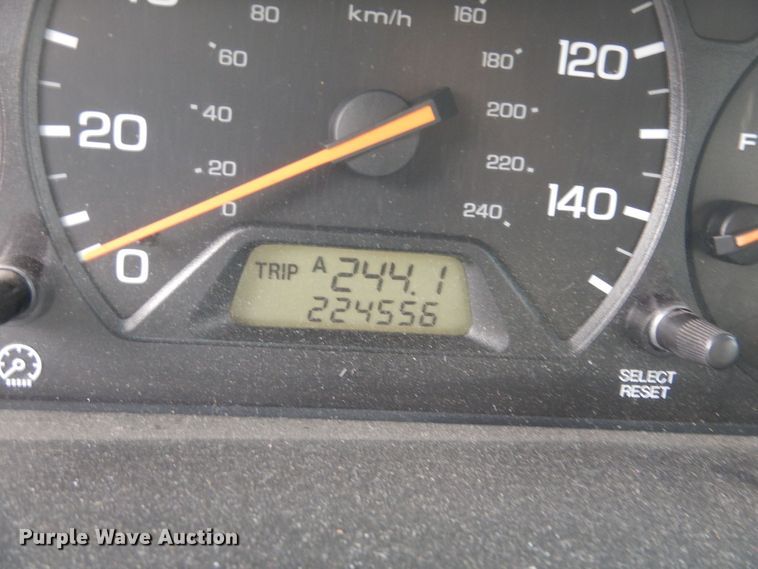 80 km/h 160
60 180 120
40 200
20 220 F
20
0 240 140
0
TRIP A 244.1
224556
SELECT
RESET
Purple Wave Auction